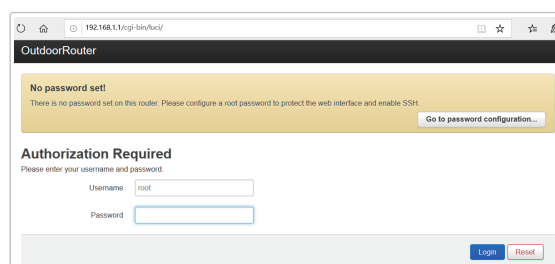 192.168.1.1/cgi-bin/luci/
OutdoorRouter
No password set!
There is no password set on this router. Please configure a root password to protect the web interface and enable SSH.
Go to password configuration...
Authorization Required
Please enter your username and password.
Username root
Password
Login Reset